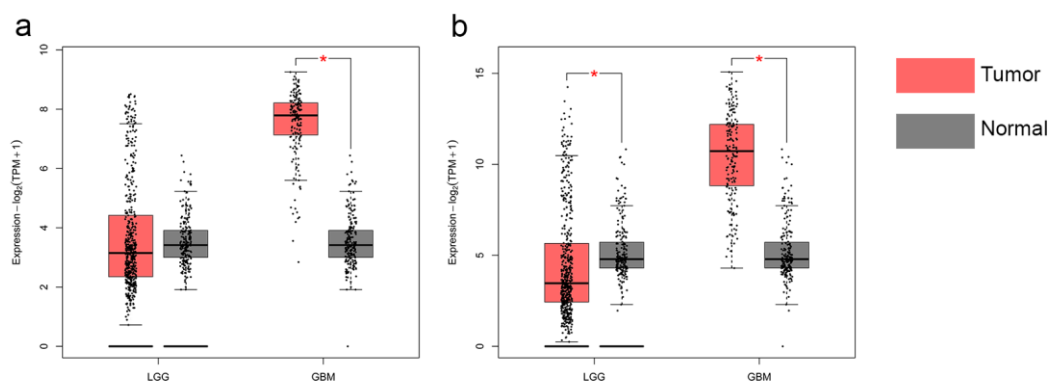 a
b
10
8
6
4
2
0
Expression − log₂(TPM + 1)
LGG
GBM
*
15
10
5
0
Expression − log₂(TPM + 1)
LGG
GBM
*
*
Tumor
Normal